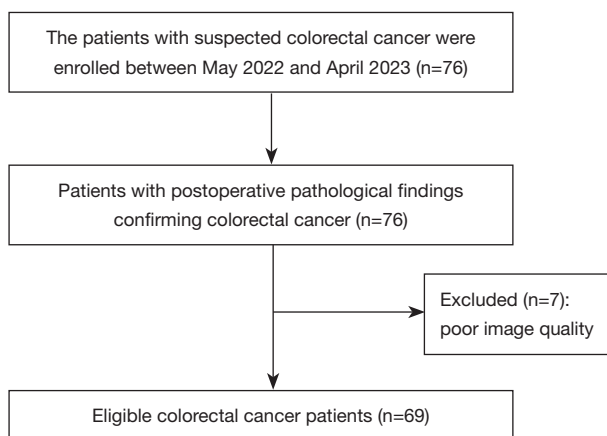 The patients with suspected colorectal cancer were
enrolled between May 2022 and April 2023 (n=76)
Patients with postoperative pathological findings
confirming colorectal cancer (n=76)
Excluded (n=7):
poor image quality
Eligible colorectal cancer patients (n=69)